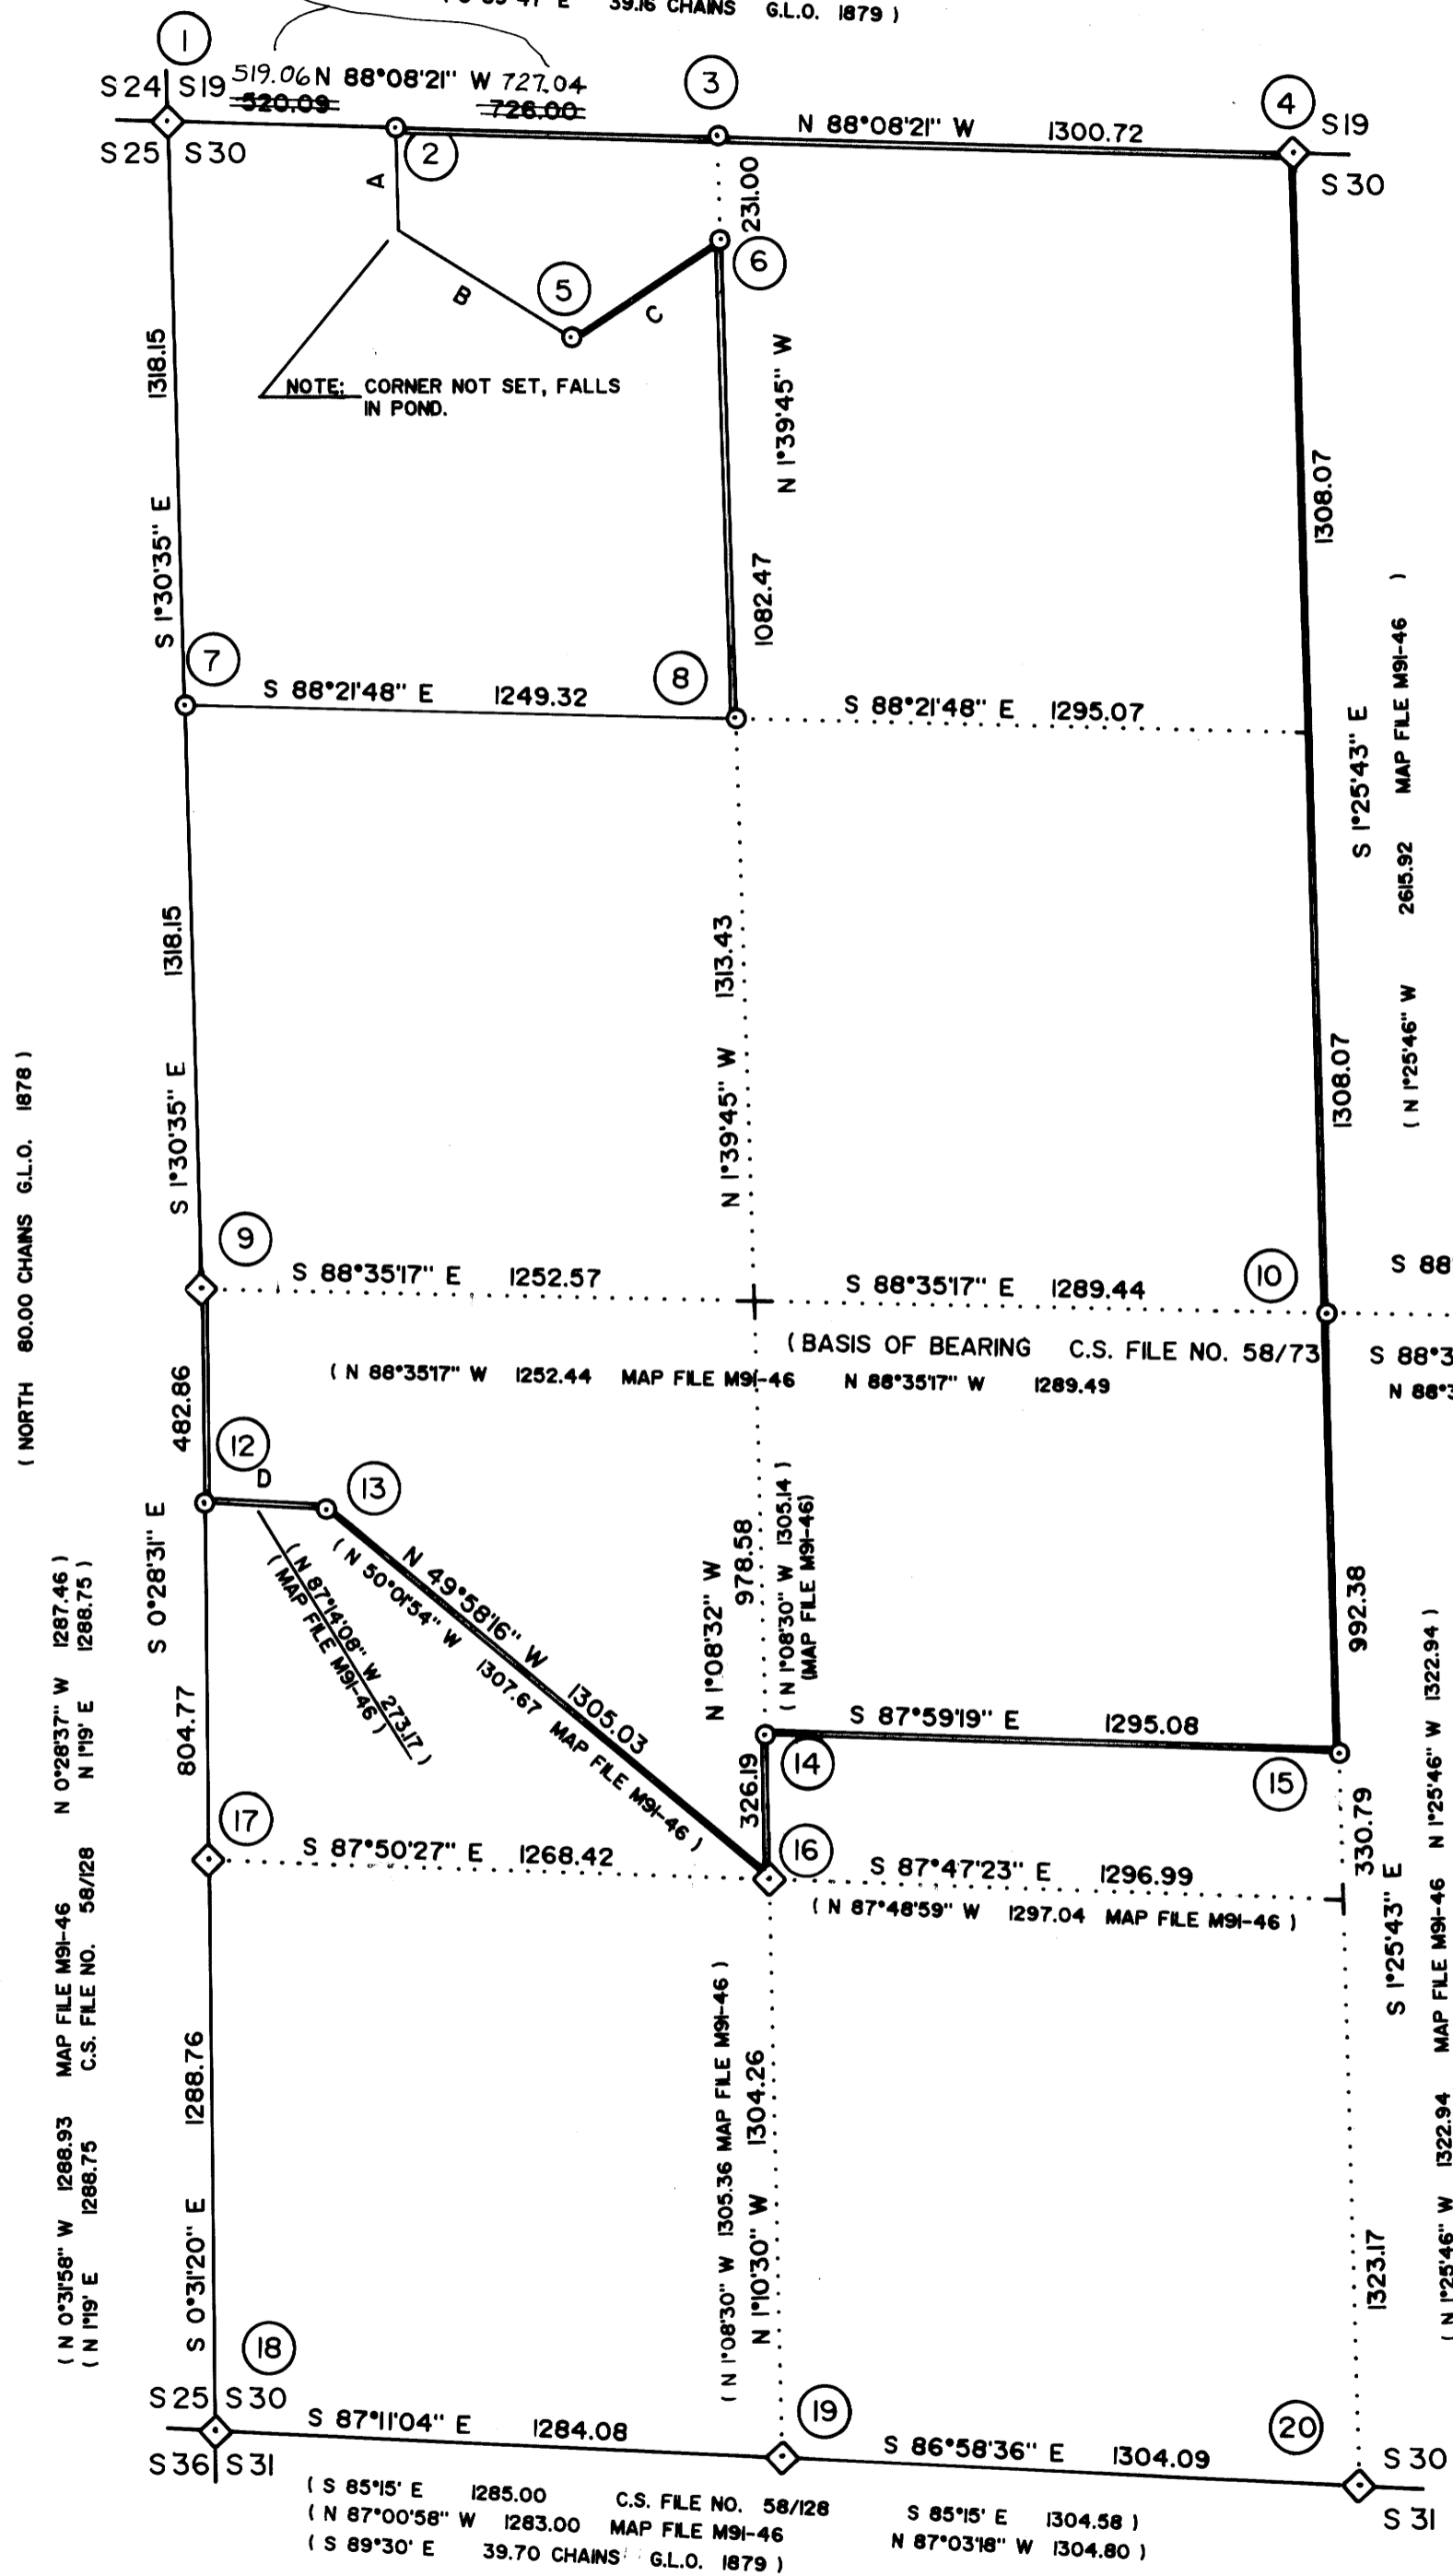 39.16 CHAINS G.L.O. 1879 )
1
S24 S19
519.06 N 88°08'21" W 727.04
520.09 726.00
3
4
S19
N 88°08'21" W 1300.72
S25 S30
2
S30
A
231.00
6
5
B
C
NOTE: CORNER NOT SET, FALLS
IN POND.
1318.15
S 1°30'35" E
N 1°39'45" W
1082.47
1308.07
7
8
S 88°21'48" E 1249.32
S 88°21'48" E 1295.07
S 1°25'43" E
( N 1°25'46" W 2615.92 MAP FILE M91-46 )
1318.15
S 1°30'35" E
N 1°39'45" W 1313.43
1308.07
( NORTH 80.00 CHAINS G.L.O. 1878 )
9
10
S 88°35'17" E 1252.57
S 88°35'17" E 1289.44
S 88
( BASIS OF BEARING C.S. FILE NO. 58/73
S 88°3
( N 88°35'17" W 1252.44 MAP FILE M91-46 N 88°35'17" W 1289.49
N 88°3
482.86
12
D
13
S 0°28'31" E
( N 87°14'08" W 273.17 )
( MAP FILE M91-46 )
N 49°58'16" W 1305.03
( N 50°01'54" W 1307.67 MAP FILE M91-46 )
N 1°08'32" W 978.58
( N 1°08'30" W 1305.14 )
(MAP FILE M91-46)
992.38
804.77
S 87°59'19" E 1295.08
14
15
326.19
17
16
S 87°50'27" E 1268.42
S 87°47'23" E 1296.99
( N 87°48'59" W 1297.04 MAP FILE M91-46 )
330.79
S 1°25'43" E
MAP FILE M91-46 N 0°28'37" W 1287.46 )
C.S. FILE NO. 58/128 N 1°19' E 1288.75 )
( N 0°31'58" W 1288.93
( N 1°19' E 1288.75
1288.76
S 0°31'20" E
( N 1°08'30" W 1305.36 MAP FILE M91-46 )
N 1°10'30" W 1304.26
1323.17
( N 1°25'46" W 1322.94 MAP FILE M91-46 N 1°25'46" W 1322.94 )
18
19
20
S25 S30
S36 S31
S 87°11'04" E 1284.08
S 86°58'36" E 1304.09
S 30
S 31
( S 85°15' E 1285.00 C.S. FILE NO. 58/128 S 85°15' E 1304.58 )
( N 87°00'58" W 1283.00 MAP FILE M91-46 N 87°03'18" W 1304.80 )
( S 89°30' E 39.70 CHAINS G.L.O. 1879 )